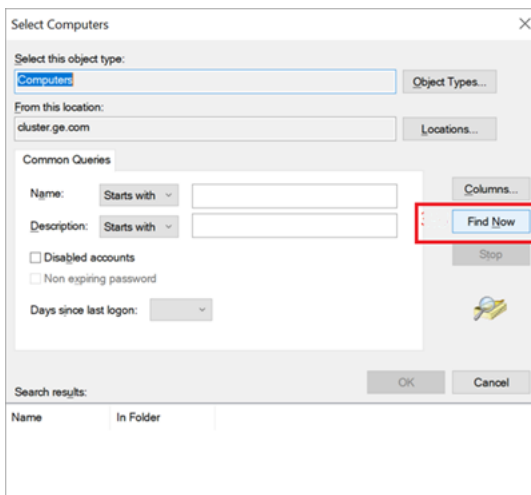 Select Computers
Select this object type:
Computers
Object Types...
From this location:
cluster.ge.com
Locations...
Common Queries
Name: Starts with
Columns...
Description: Starts with
Find Now
Disabled accounts
Stop
Non expiring password
Days since last logon:
OK Cancel
Search results:
Name In Folder